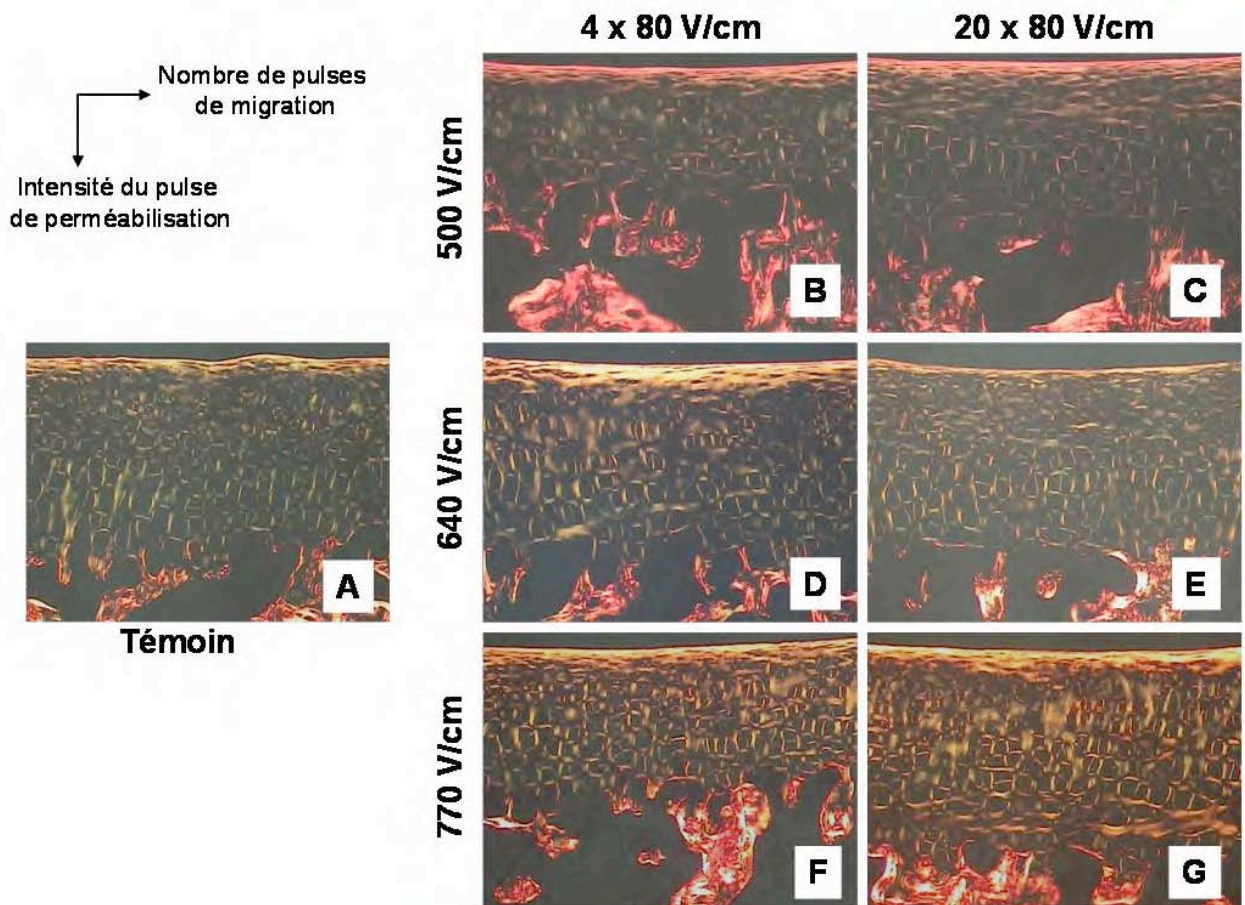 4 x 80 V/cm
20 x 80 V/cm
Nombre de pulses
de migration
Intensité du pulse
de perméabilisation
500 V/cm
B
C
640 V/cm
A
D
E
Témoin
770 V/cm
F
G